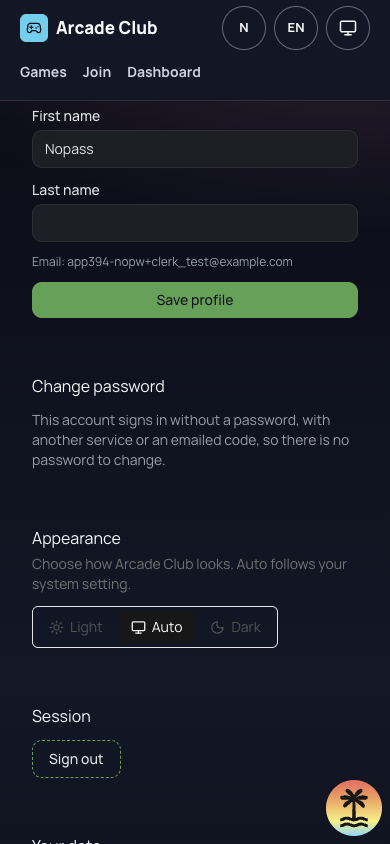 Arcade Club
N
EN
Games
Join
Dashboard
First name
Nopass
Last name
Email: app394-nopw+clerk_test@example.com
Save profile
Change password
This account signs in without a password, with
another service or an emailed code, so there is no
password to change.
Appearance
Choose how Arcade Club looks. Auto follows your
system setting.
Light
Auto
Dark
Session
Sign out
Your data